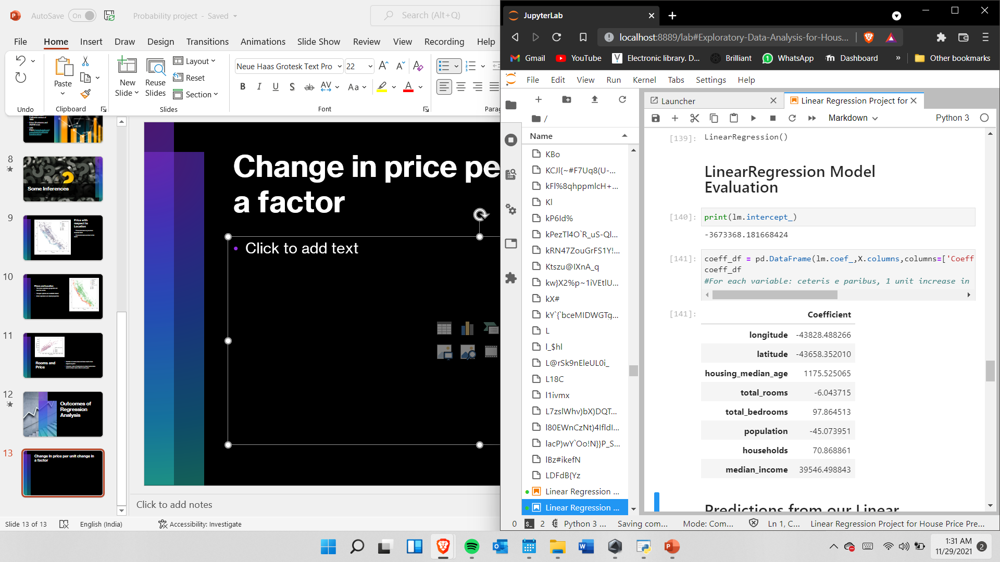 AutoSave On Probability project - Saved Search (Alt+Q)
File Home Insert Draw Design Transitions Animations Slide Show Review View Recording Help
Paste
New Slide
Reuse Slides
Layout
Reset
Section
Neue Haas Grotesk Text Pro 22
Undo Clipboard Slides Font Parag
8
Some Inferences
9
Price with respect to Location
10
Prices and Location
11
Rooms and Price
12
Outcomes of Regression Analysis
13
Change in price per unit change in a factor
Change in price pe
a factor
• Click to add text
Click to add notes
Slide 13 of 13 English (India) Accessibility: Investigate
JupyterLab
localhost:8889/lab#Exploratory-Data-Analysis-for-Hous...
Gmail YouTube Electronic library. D... Brilliant WhatsApp Dashboard » Other bookmarks
File Edit View Run Kernel Tabs Settings Help
/
Name
KBo
KCJl{~#F7Uq8(U-...
kFl%8qhppmlcH+...
Kl
kP6Id%
kPezTl4O`R_uS-Ql...
kRN47ZouGrFS1Y!...
Ktszu@IXnA_q
kw}X2%p~1iVEtlU...
kX#
kY`{`bceMIDWGTg...
L
l_$hl
L@rSk9nEleUL0i_
L18C
l1ivmx
L7zslWhv)bX)DQT...
l80EWnCzNt)4IfldI...
lacP)wY`Oo!N}}P_S...
lBz#ikefN
LDFdB{Yz
Linear Regression ...
Linear Regression ...
Launcher
Linear Regression Project for
Markdown Python 3
[139]: LinearRegression()
LinearRegression Model
Evaluation
[140]: print(lm.intercept_)
-3673368.181668424
[141]: coeff_df = pd.DataFrame(lm.coef_,X.columns,columns=['Coeff
coeff_df
#For each variable: ceteris e paribus, 1 unit increase in
[141]: Coefficient
longitude -43828.488266
latitude -43658.352010
housing_median_age 1175.525065
total_rooms -6.043715
total_bedrooms 97.864513
population -45.073951
households 70.868861
median_income 39546.498843
Predictions from our Linear
0 2 Python 3 ... Saving com... Mode: Com... Ln 1, C... Linear Regression Project for House Price Pre...
1:31 AM
11/29/2021
2